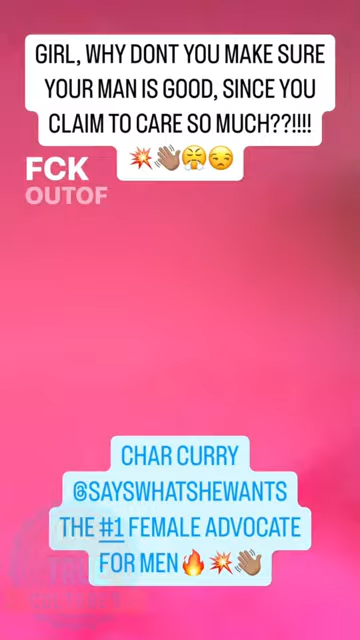 GIRL, WHY DONT YOU MAKE SURE
YOUR MAN IS GOOD, SINCE YOU
CLAIM TO CARE SO MUCH??!!!!
💥👋🏽😤😒
FCK
OUTOF
CHAR CURRY
@SAYSWHATSHEWANTS
THE #1 FEMALE ADVOCATE
FOR MEN🔥💥👋🏽